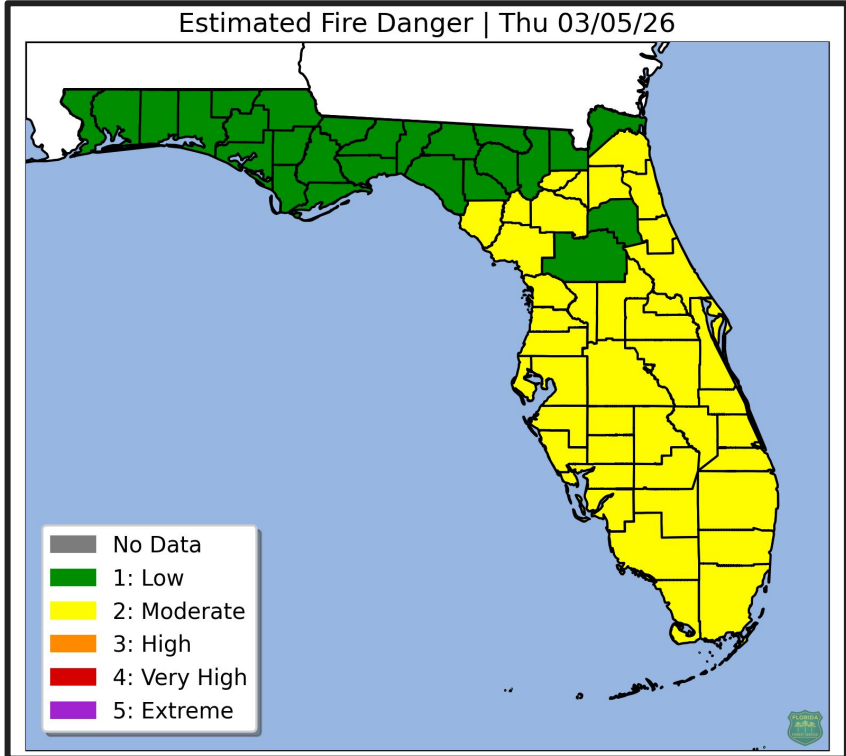 Estimated Fire Danger | Thu 03/05/26
No Data
1: Low
2: Moderate
3: High
4: Very High
5: Extreme
FLORIDA